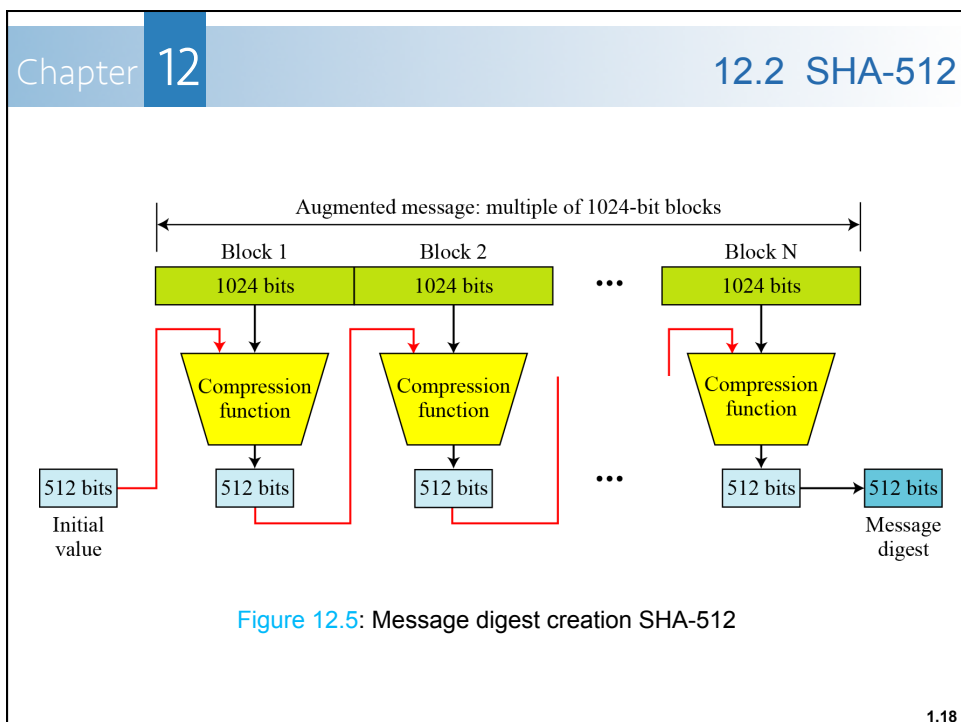 Chapter 12
12.2 SHA-512
Augmented message: multiple of 1024-bit blocks
Block 1 Block 2 Block N
1024 bits 1024 bits ... 1024 bits
Compression function
Compression function
Compression function
512 bits 512 bits 512 bits ... 512 bits 512 bits
Initial value
Message digest
Figure 12.5: Message digest creation SHA-512
1.18